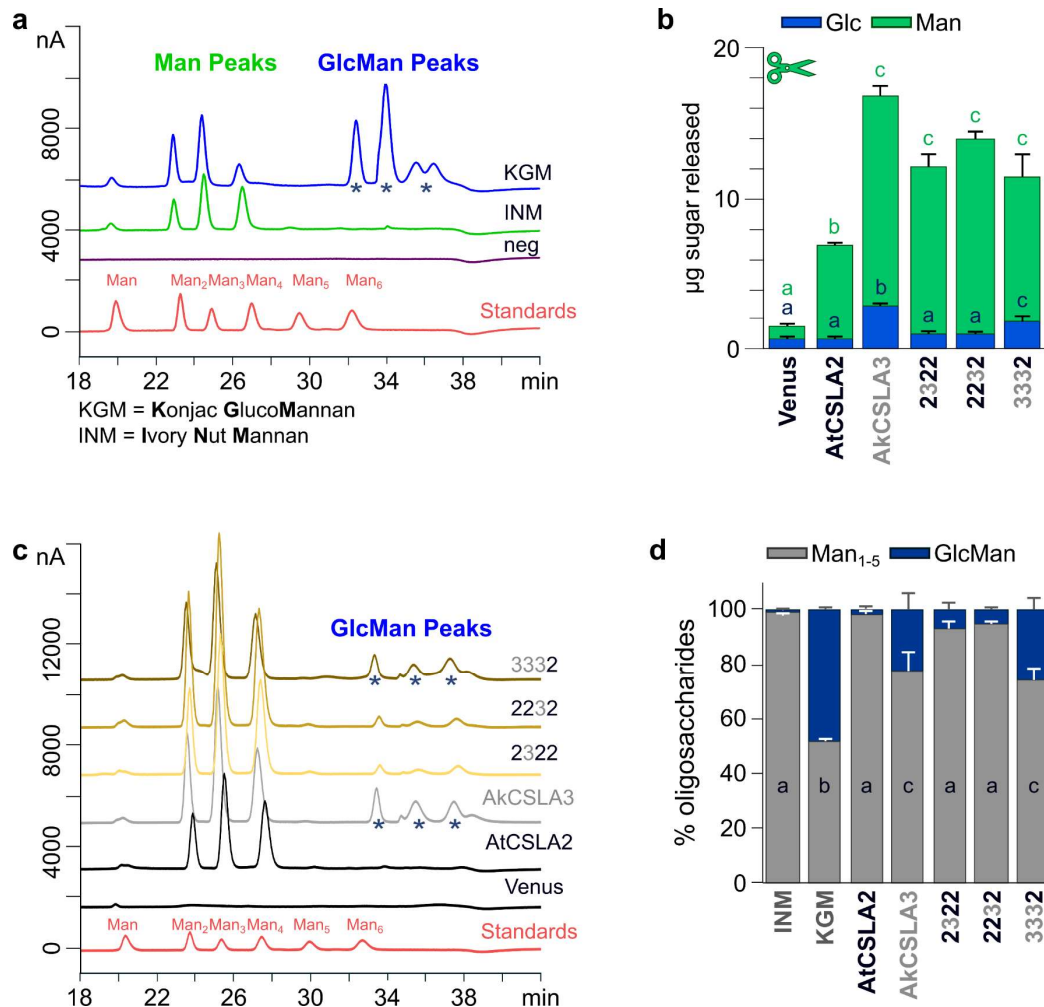 a
nA
Man Peaks
GlcMan Peaks
8000
4000
0
KGM
INM
neg
Standards
Man
Man2
Man3
Man4
Man5
Man6
* * *
18 22 26 30 34 38 min
KGM = Konjac GlucoMannan
INM = Ivory Nut Mannan
b
Glc Man
µg sugar released
20
10
0
a
a
b
a
c
b
c
a
c
a
c
c
Venus
AtCSLA2
AkCSLA3
2322
2232
3332
c
nA
GlcMan Peaks
12000
8000
4000
0
3332
* * *
2232
2322
AkCSLA3
* * *
AtCSLA2
Venus
Standards
Man
Man2
Man3
Man4
Man5
Man6
18 22 26 30 34 38 min
d
Man1-5 GlcMan
% oligosaccharides
100
80
60
40
20
0
a b a c a a c
INM
KGM
AtCSLA2
AkCSLA3
2322
2232
3332